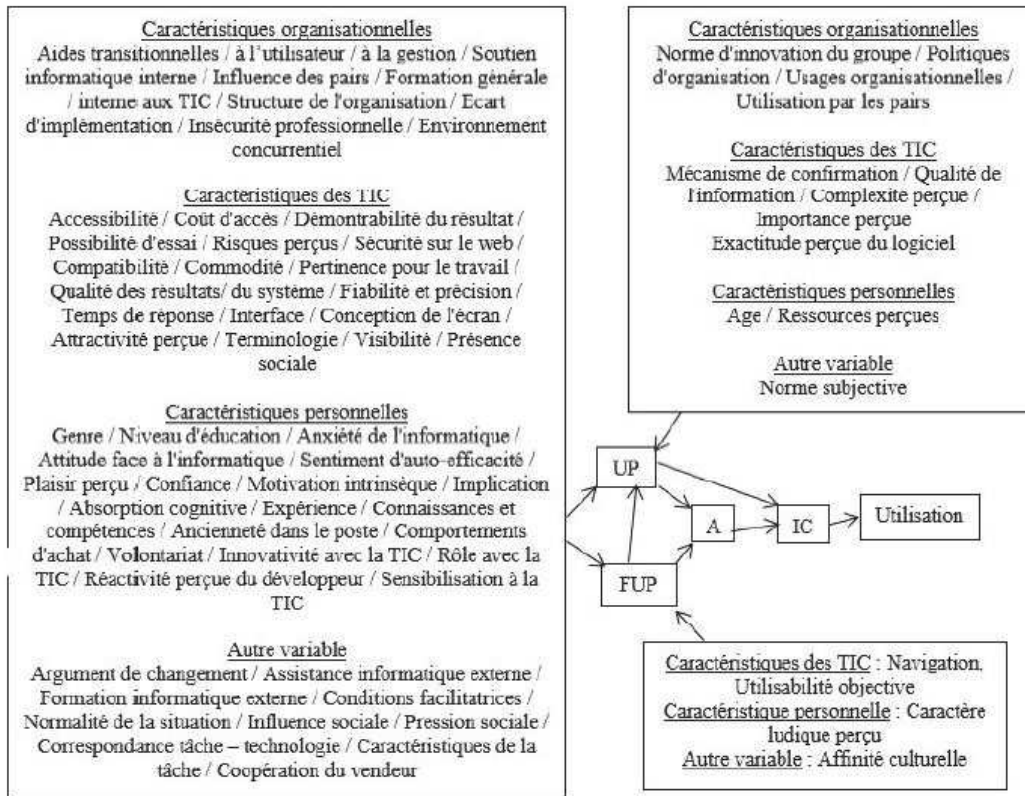 Caractéristiques organisationnelles
Aides transitionnelles / à l'utilisateur / à la gestion / Soutien
informatique interne / Influence des pairs / Formation générale
/ interne aux TIC / Structure de l'organisation / Ecart
d'implémentation / Insécurité professionnelle / Environnement
concurrentiel
Caractéristiques des TIC
Accessibilité / Coût d'accès / Démontrabilité du résultat /
Possibilité d'essai / Risques perçus / Sécurité sur le web /
Compatibilité / Commodité / Pertinence pour le travail /
Qualité des résultats/ du système / Fiabilité et précision /
Temps de réponse / Interface / Conception de l'écran /
Attractivité perçue / Terminologie / Visibilité / Présence
sociale
Caractéristiques personnelles
Genre / Niveau d'éducation / Anxiété de l'informatique /
Attitude face à l'informatique / Sentiment d'auto-efficacité /
Plaisir perçu / Confiance / Motivation intrinsèque / Implication
/ Absorption cognitive / Expérience / Connaissances et
compétences / Ancienneté dans le poste / Comportements
d'achat / Volontariat / Innovativité avec la TIC / Rôle avec la
TIC / Réactivité perçue du développeur / Sensibilisation à la
TIC
Autre variable
Argument de changement / Assistance informatique externe /
Formation informatique externe / Conditions facilitatrices /
Normalité de la situation / Influence sociale / Pression sociale /
Correspondance tâche – technologie / Caractéristiques de la
tâche / Coopération du vendeur
Caractéristiques organisationnelles
Norme d'innovation du groupe / Politiques
d'organisation / Usages organisationnelles /
Utilisation par les pairs
Caractéristiques des TIC
Mécanisme de confirmation / Qualité de
l'information / Complexité perçue /
Importance perçue
Exactitude perçue du logiciel
Caractéristiques personnelles
Age / Ressources perçues
Autre variable
Norme subjective
UP
A
IC
Utilisation
FUP
Caractéristiques des TIC : Navigation,
Utilisabilité objective
Caractéristique personnelle : Caractère
ludique perçu
Autre variable : Affinité culturelle